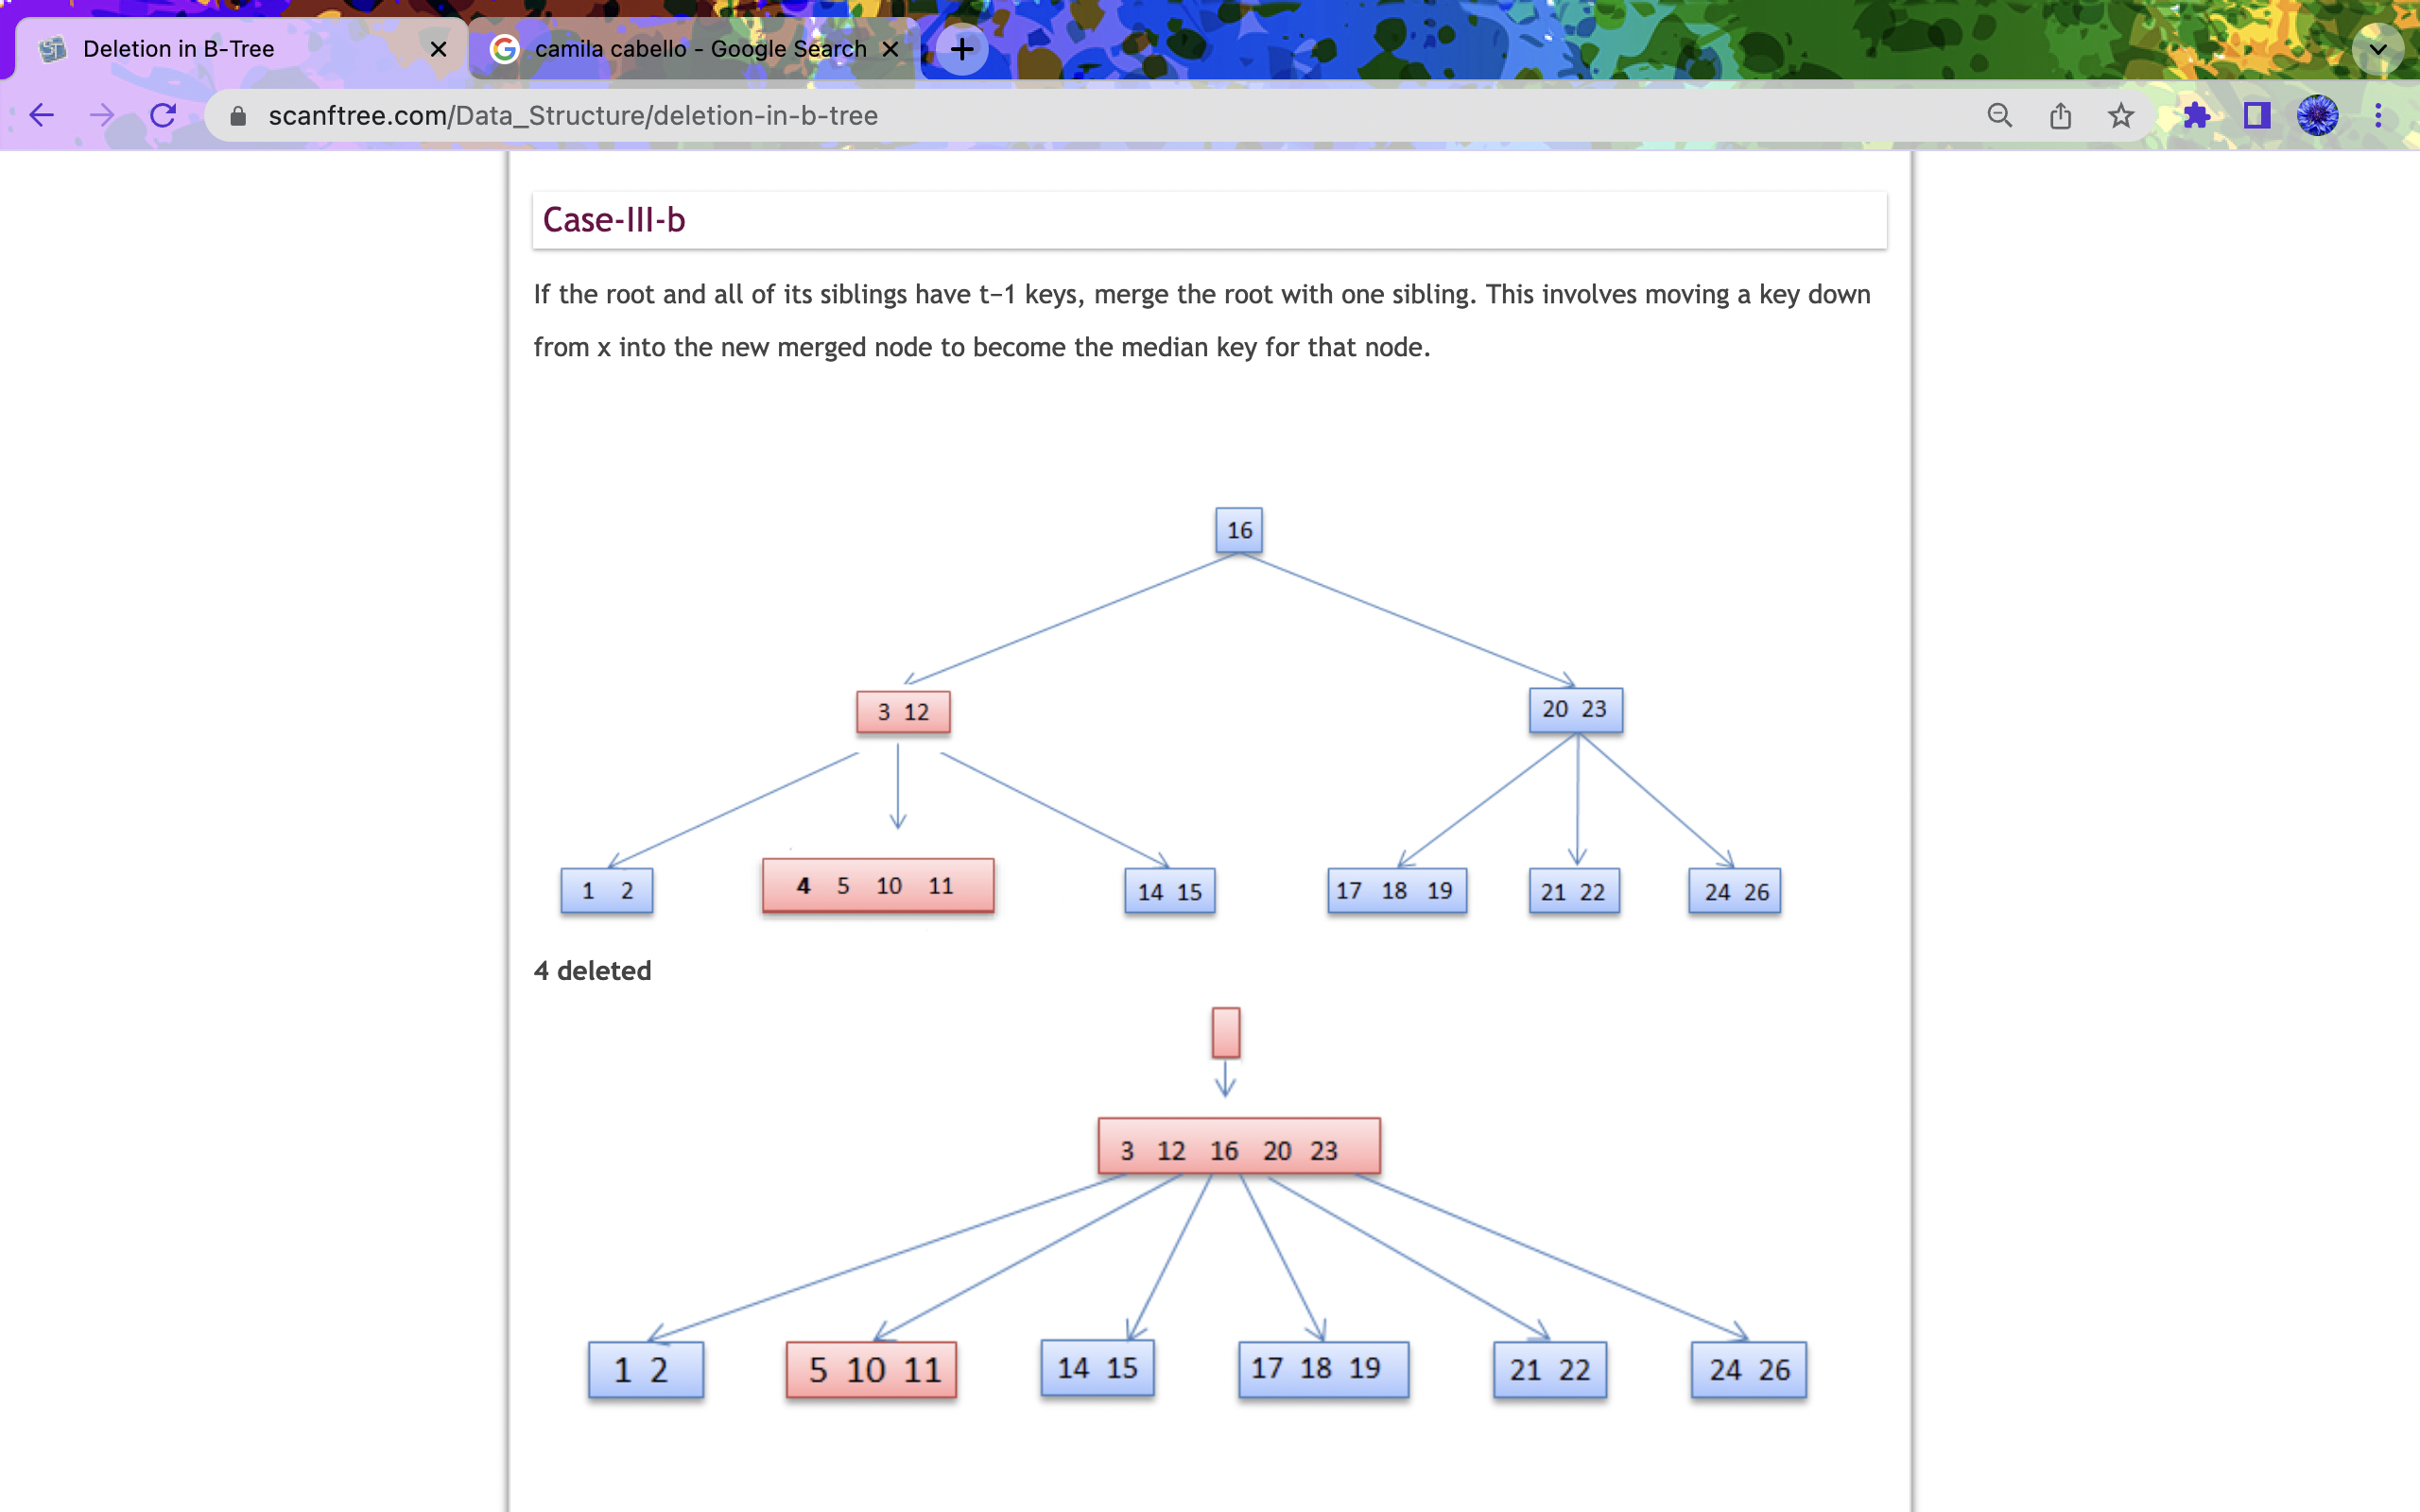 Deletion in B-Tree
camila cabello - Google Search
scanftree.com/Data_Structure/deletion-in-b-tree
Case-III-b
If the root and all of its siblings have t−1 keys, merge the root with one sibling. This involves moving a key down
from x into the new merged node to become the median key for that node.
16
3 12
20 23
1 2
4 5 10 11
14 15
17 18 19
21 22
24 26
4 deleted
3 12 16 20 23
1 2
5 10 11
14 15
17 18 19
21 22
24 26